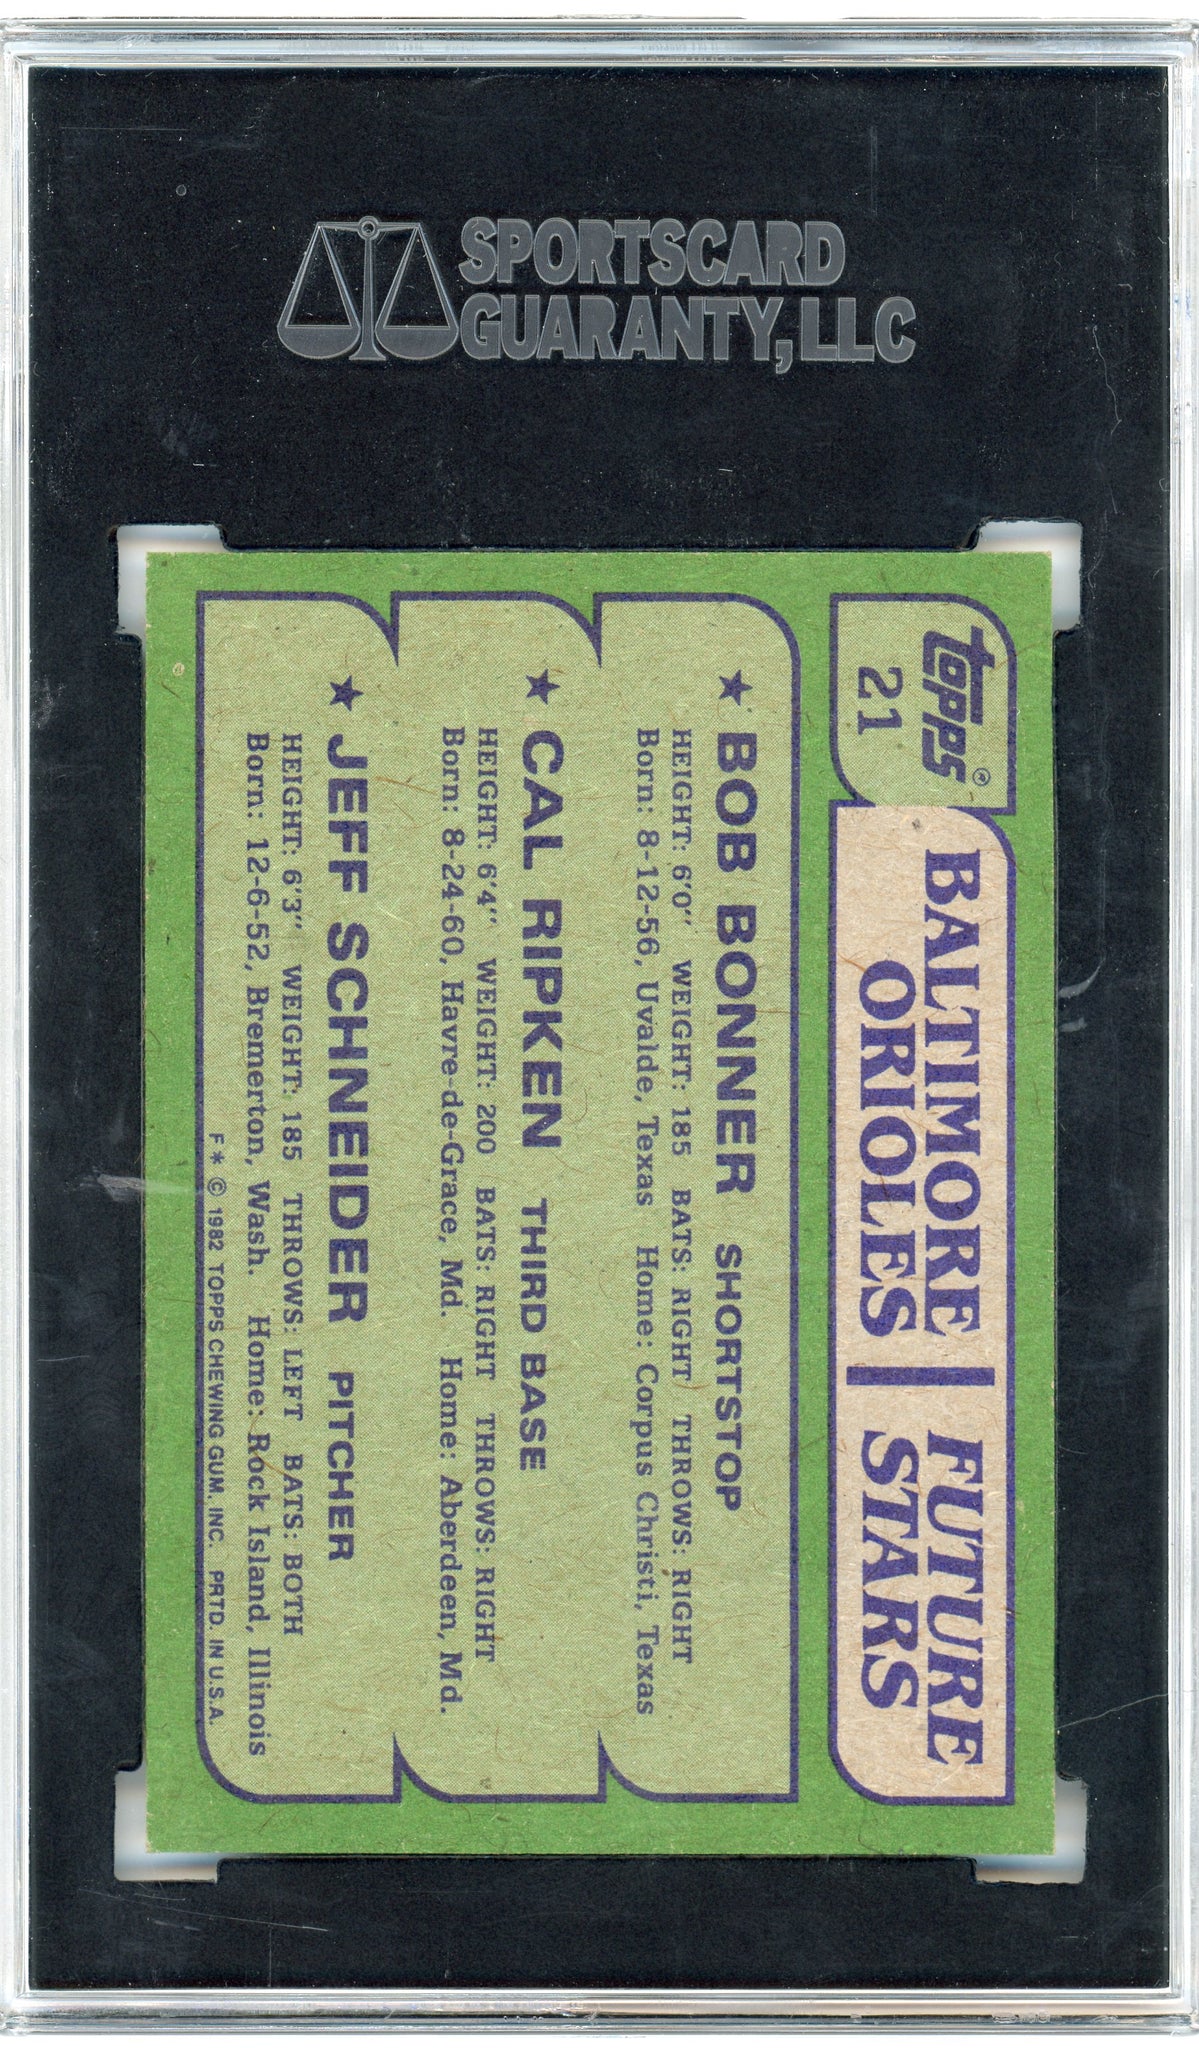 SPORTSCARD
GUARANTY, LLC
topps®
21
BALTIMORE
ORIOLES
FUTURE
STARS
★ BOB BONNER SHORTSTOP
HEIGHT: 6'0" WEIGHT: 185 BATS: RIGHT THROWS: RIGHT
Born: 8-12-56, Uvalde, Texas Home: Corpus Christi, Texas
★ CAL RIPKEN THIRD BASE
HEIGHT: 6'4" WEIGHT: 200 BATS: RIGHT THROWS: RIGHT
Born: 8-24-60, Havre-de-Grace, Md. Home: Aberdeen, Md.
★ JEFF SCHNEIDER PITCHER
HEIGHT: 6'3" WEIGHT: 185 THROWS: LEFT BATS: BOTH
Born: 12-6-52, Bremerton, Wash. Home: Rock Island, Illinois
F * © 1982 TOPPS CHEWING GUM, INC. PRTD. IN U.S.A.